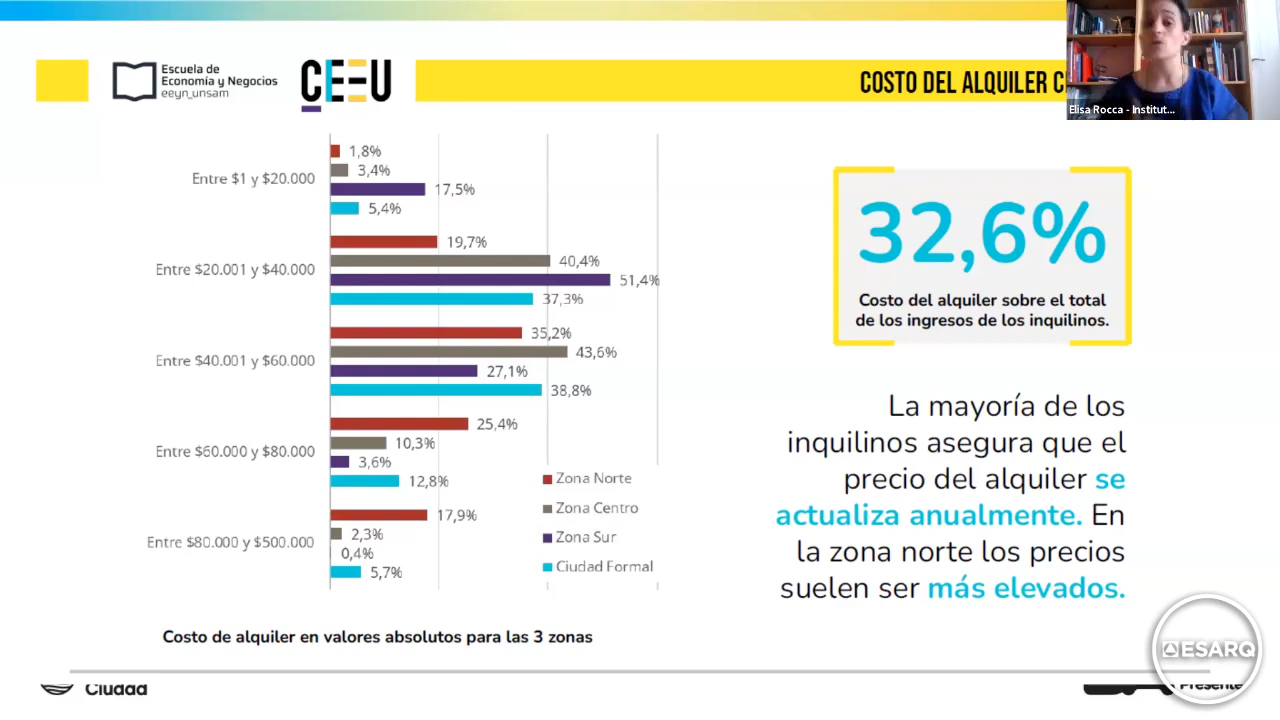 Escuela de
Economía y Negocios
eeyn_unsam
CEEU
COSTO DEL ALQUILER C
Elisa Rocca - Institut...
Entre $1 y $20.000
1,8%
3,4%
17,5%
5,4%
Entre $20.001 y $40.000
19,7%
40,4%
51,4%
37,3%
Entre $40.001 y $60.000
35,2%
43,6%
27,1%
38,8%
Entre $60.000 y $80.000
25,4%
10,3%
3,6%
12,8%
Entre $80.000 y $500.000
17,9%
2,3%
0,4%
5,7%
Zona Norte
Zona Centro
Zona Sur
Ciudad Formal
Costo de alquiler en valores absolutos para las 3 zonas
32,6%
Costo del alquiler sobre el total
de los ingresos de los inquilinos.
La mayoría de los
inquilinos asegura que el
precio del alquiler se
actualiza anualmente. En
la zona norte los precios
suelen ser más elevados.
ESARQ
Ciudad
Presente